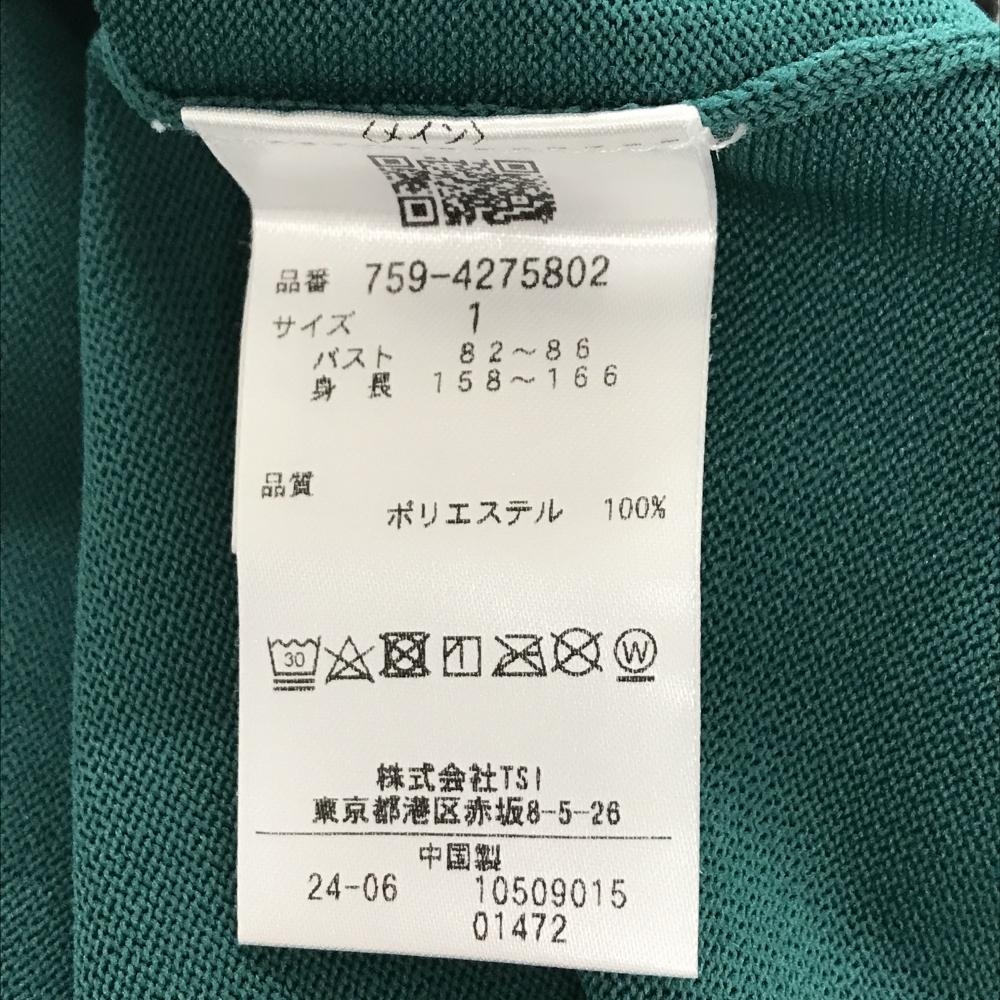 〈メイン〉
品番 759-4275802
サイズ 1
バスト 82～86
身長 158～166
品質
ポリエステル 100%
30 W
株式会社TSI
東京都港区赤坂8-5-26
中国製
24-06 10509015
01472